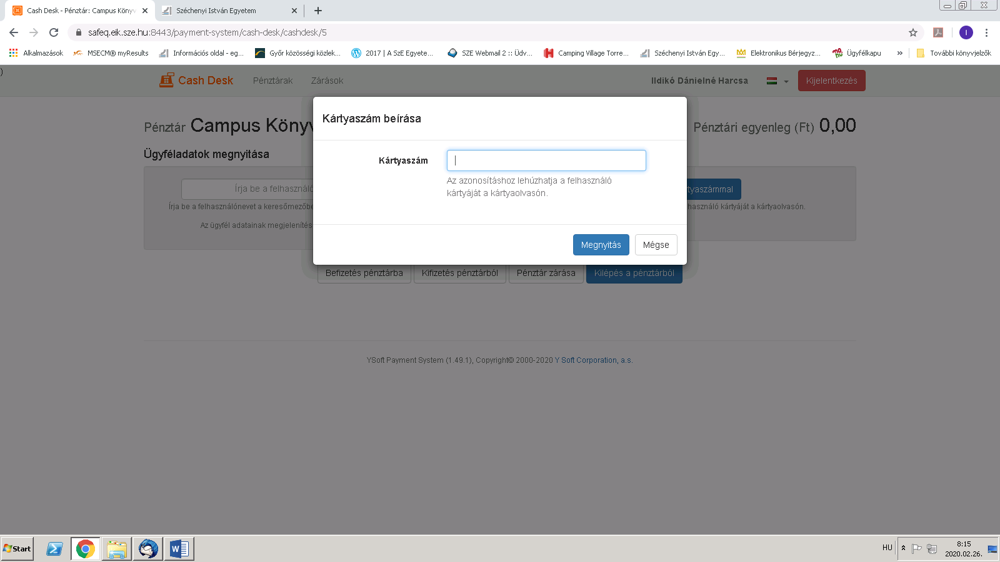 Cash Desk - Pénztár: Campus Könyv
Széchenyi István Egyetem
safeq.eik.sze.hu:8443/payment-system/cash-desk/cashdesk/5
I
Alkalmazások
MSECM® myResults
Információs oldal - eg...
Győr közösségi közlek...
2017 | A SzE Egyete...
SZE Webmail 2 :: Üdv...
Camping Village Torre...
Széchenyi István Egy...
Elektronikus Bérjegyz...
Ügyfélkapu
»
További könyvjelzők
)
Cash Desk
Pénztárak
Zárások
Ildikó Dánielné Harcsa
Kijelentkezés
Pénztár Campus Könyv
Pénztári egyenleg (Ft) 0,00
Ügyféladatok megnyitása
Írja be a felhasználó
tyaszámmal
Írja be a felhasználónevet a keresőmezőbe
használó kártyáját a kártyaolvasón.
Az ügyfél adatainak megjelenítés
Kártyaszám beírása
Kártyaszám
Az azonosításhoz lehúzhatja a felhasználó
kártyáját a kártyaolvasón.
Megnyitás
Mégse
Befizetés pénztárba
Kifizetés pénztárból
Pénztár zárása
Kilépés a pénztárból
YSoft Payment System (1.49.1), Copyright© 2000-2020 Y Soft Corporation, a.s.
Start
HU
8:15
2020.02.26.